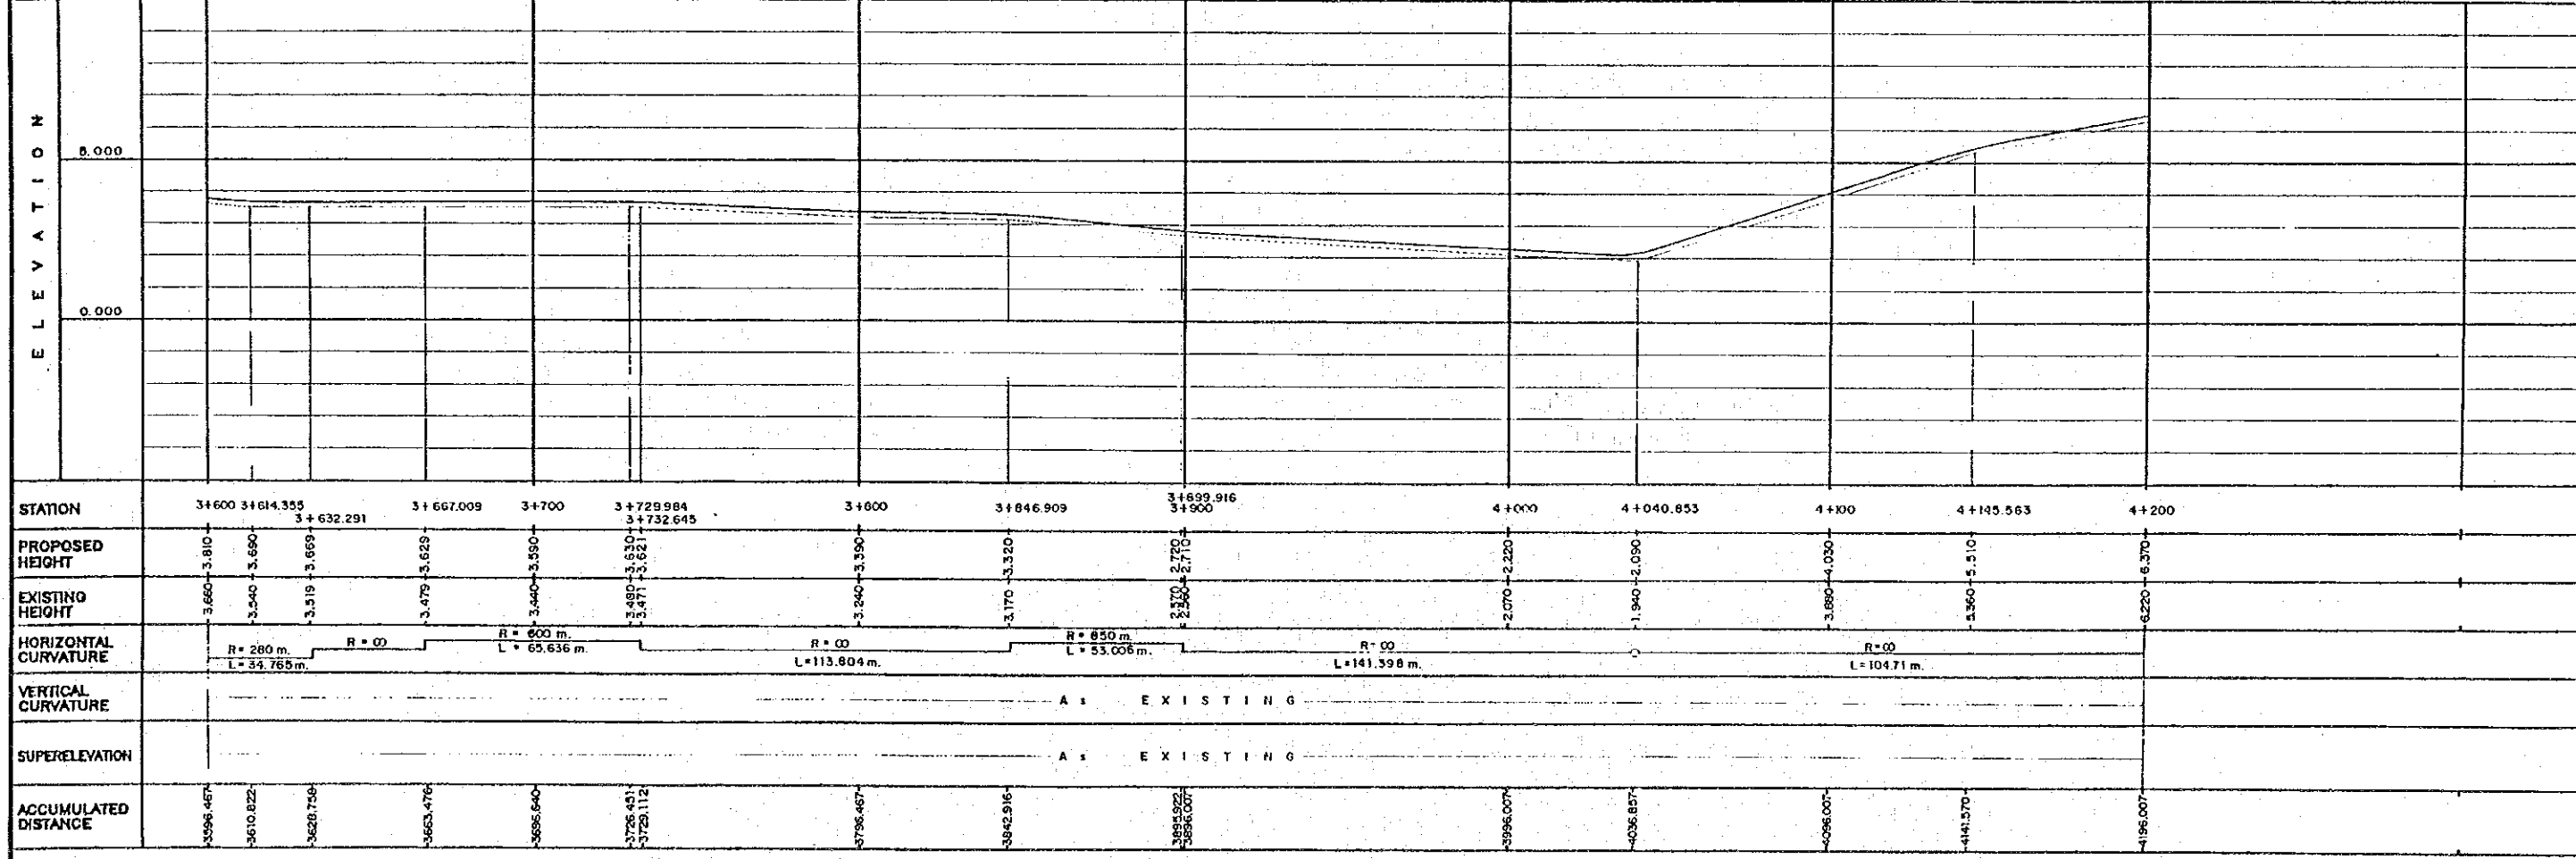 ELEVATION
5.000
0.000
STATION
3+600 3+614.355 3+632.291 3+667.009 3+700 3+729.984 3+732.645 3+800 3+846.909 3+899.916 3+900 4+000 4+040.853 4+100 4+145.563 4+200
PROPOSED
HEIGHT
3.810 3.690 3.669 3.629 3.590 3.630 3.621 3.390 3.320 2.720 2.710 2.220 2.090 4.030 5.510 6.370
EXISTING
HEIGHT
3.660 3.540 3.519 3.479 3.440 3.480 3.471 3.240 3.170 2.570 2.560 2.070 1.940 3.880 5.360 6.220
HORIZONTAL
CURVATURE
R = 280 m.
L = 34.765 m.
R = ∞
R = 600 m.
L = 65.636 m.
R = ∞
L=113.804 m.
R = 850 m.
L = 53.006 m.
R = ∞
L=141.398 m.
R=∞
L=104.71 m.
VERTICAL
CURVATURE
As EXISTING
SUPERELEVATION
As EXISTING
ACCUMULATED
DISTANCE
3596.467 3610.822 3628.758 3663.476 3696.640 3726.451 3729.112 3796.467 3842.916 3895.922 3896.007 3996.007 4036.857 4096.007 4141.570 4196.007